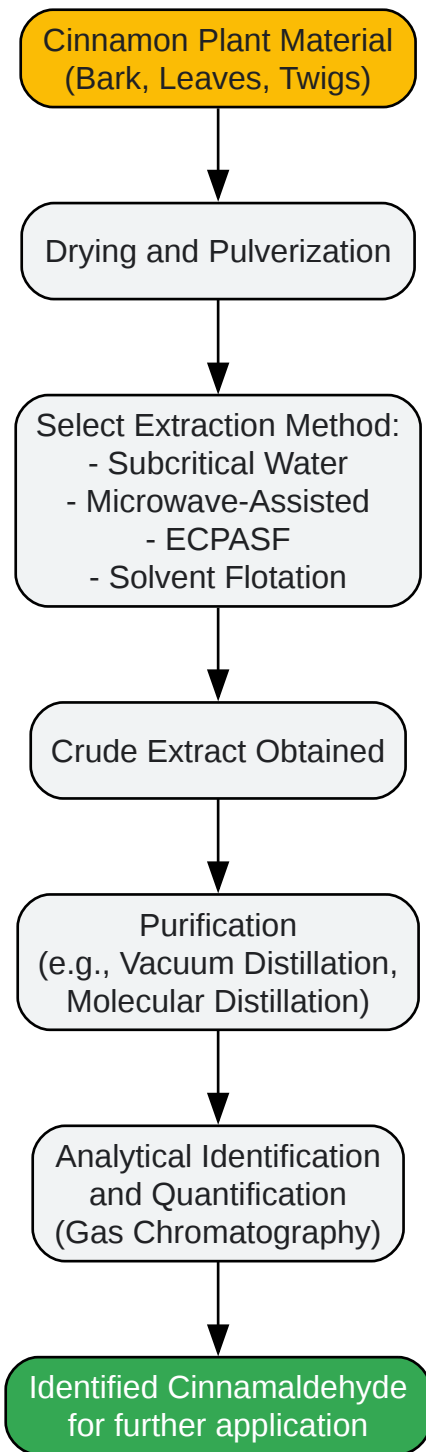 Cinnamon Plant Material
(Bark, Leaves, Twigs)
Drying and Pulverization
Select Extraction Method:
- Subcritical Water
- Microwave-Assisted
- ECPASF
- Solvent Flotation
Crude Extract Obtained
Purification
(e.g., Vacuum Distillation,
Molecular Distillation)
Analytical Identification
and Quantification
(Gas Chromatography)
Identified Cinnamaldehyde
for further application